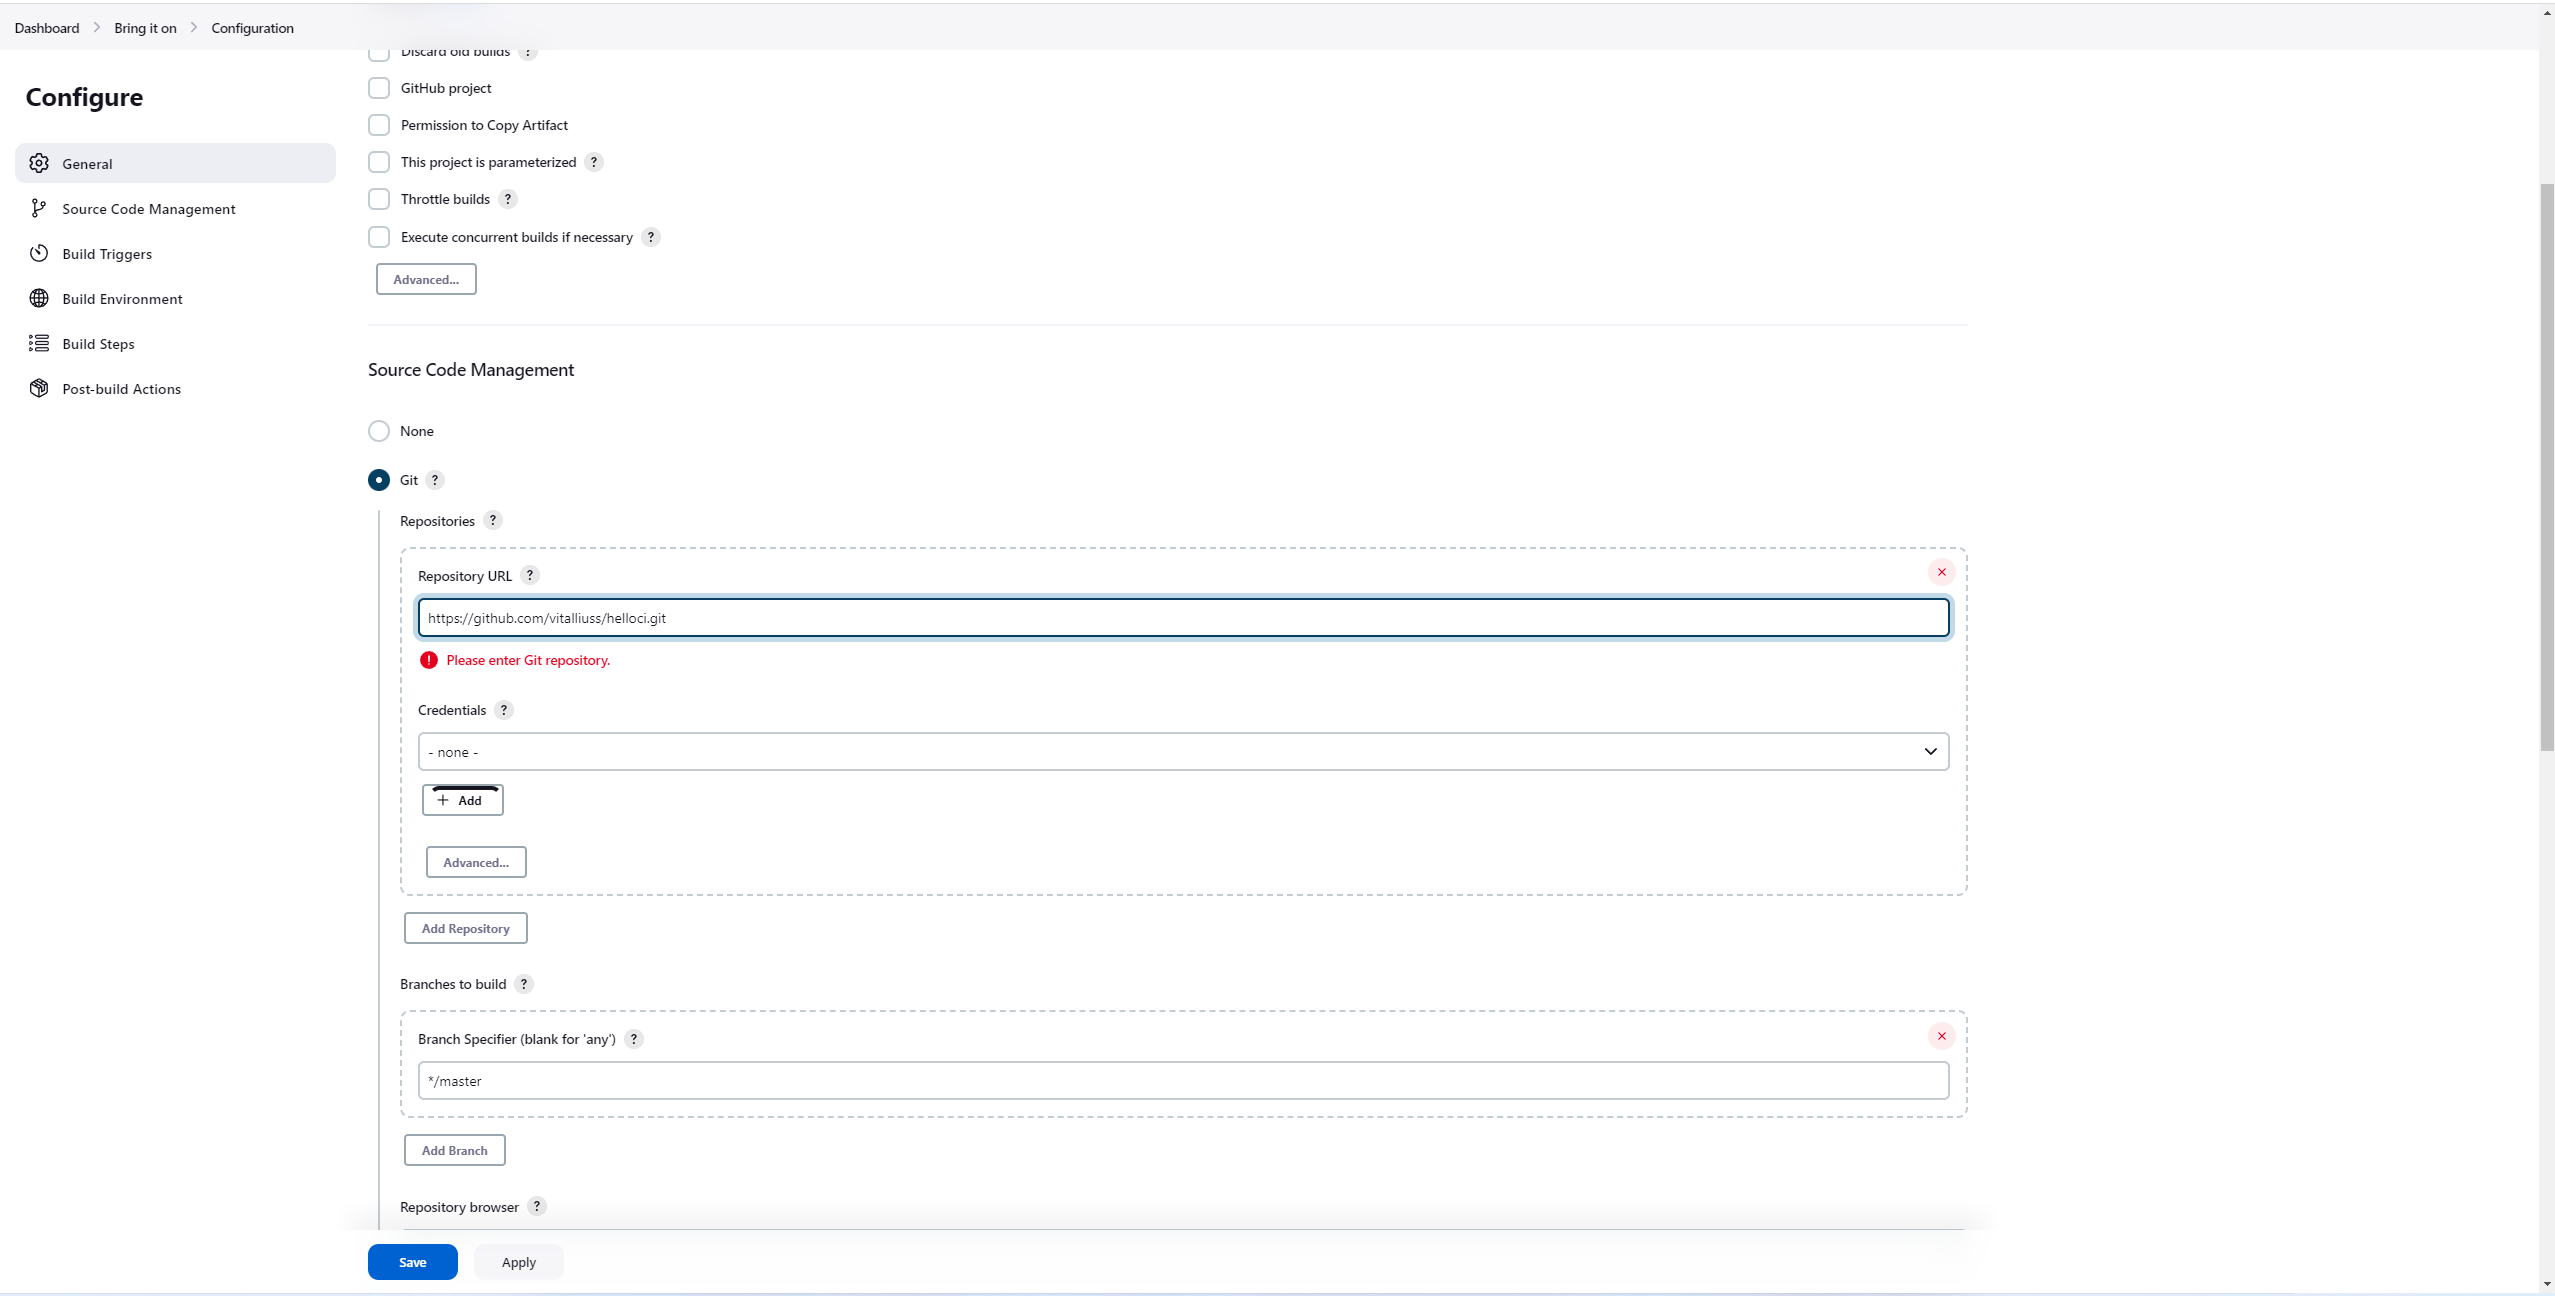 Dashboard Bring it on Configuration
Configure
General
Source Code Management
Build Triggers
Build Environment
Build Steps
Post-build Actions
Discard old builds ?
GitHub project
Permission to Copy Artifact
This project is parameterized ?
Throttle builds ?
Execute concurrent builds if necessary ?
Advanced...
Source Code Management
None
Git ?
Repositories ?
Repository URL ?
https://github.com/vitalliuss/helloci.git
Please enter Git repository.
Credentials ?
- none -
+ Add
Advanced...
Add Repository
Branches to build ?
Branch Specifier (blank for 'any') ?
*/master
Add Branch
Repository browser ?
Save Apply